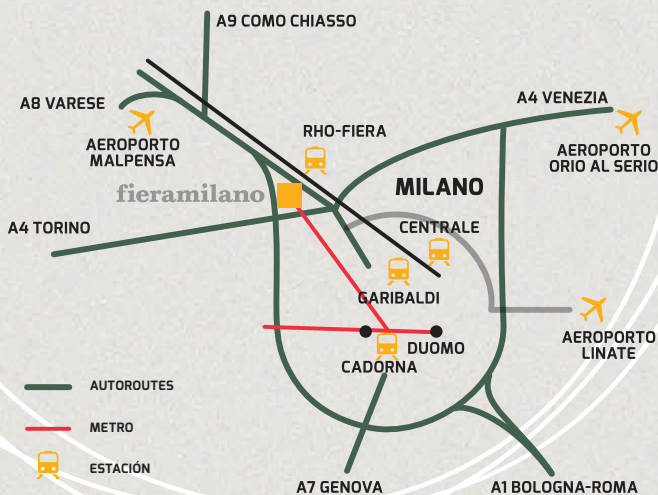 A9 COMO CHIASSO
A8 VARESE
A4 VENEZIA
AEROPORTO
MALPENSA
RHO-FIERA
AEROPORTO
ORIO AL SERIO
fieramilano
MILANO
A4 TORINO
CENTRALE
GARIBALDI
AEROPORTO
LINATE
DUOMO
CADORNA
AUTOROUTES
METRO
ESTACIÓN
A7 GENOVA
A1 BOLOGNA-ROMA